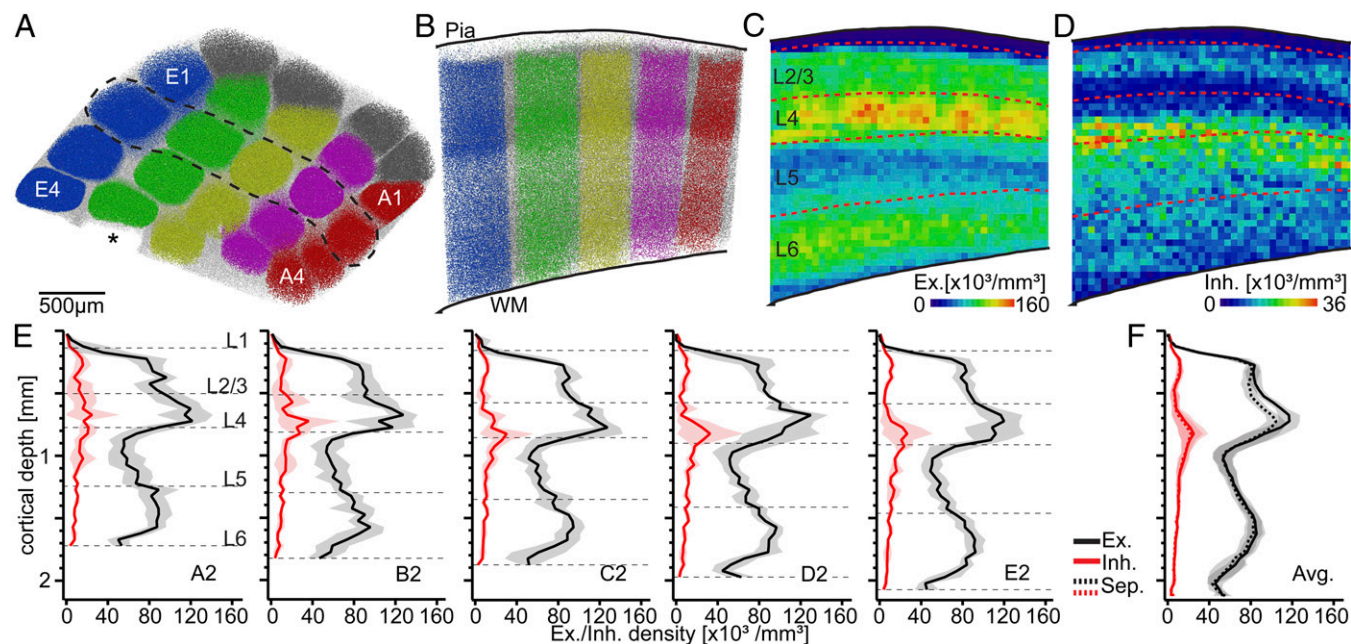 A
E1
E4
A1
A4
*
500µm
B
Pia
WM
C
L2/3
L4
L5
L6
Ex.[x10³/mm³]
0 160
D
Inh. [x10³/mm³]
0 36
E
cortical depth [mm]
1
2
L1
L2/3
L4
L5
L6
A2
B2
C2
D2
E2
0 40 80 120 160
0 40 80 120 160
0 40 80 120 160
0 40 80 120 160
0 40 80 120 160
Ex./Inh. density [x10³ /mm³]
F
Ex.
Inh.
Sep.
Avg.
0 40 80 120 160